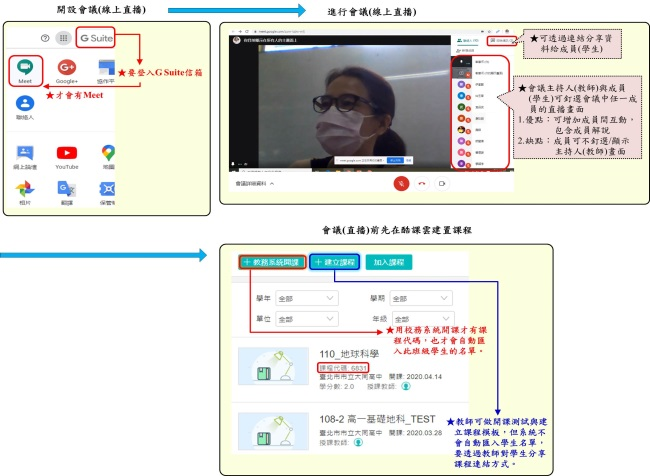 開設會議(線上直播)
進行會議(線上直播)
G Suite
Meet
Google+
協作平
★要登入G Suite信箱
★才會有Meet
聯絡人
網上論壇
YouTube
地圖
相片
翻譯
保管
會議詳細資料
★可透過連結分享資
料給成員(學生)
★會議主持人(教師)與成員
(學生)可釘選會議中任一成
員的直播畫面
1.優點：可增加成員間互動，
包含成員解說
2.缺點：成員可不釘選/顯示
主持人(教師)畫面
會議(直播)前先在酷課雲建置課程
＋ 教務系統開課
＋ 建立課程
加入課程
學年 全部
學期 全部
單位 全部
年級 全部
★用校務系統開課才有課
程代碼，也才會自動匯
入此班級學生的名單。
110_地球科學
課程代碼: 6831
臺北市市立大同高中 開課: 2020.04.14
學分數: 2.0 授課教師:
108-2 高一基礎地科_TEST
臺北市市立大同高中 開課: 2020.03.28
授課教師:
★教師可做開課測試與建
立課程模板，但系統不
會自動匯入學生名單，
要透過教師對學生分享
課程連結方式。